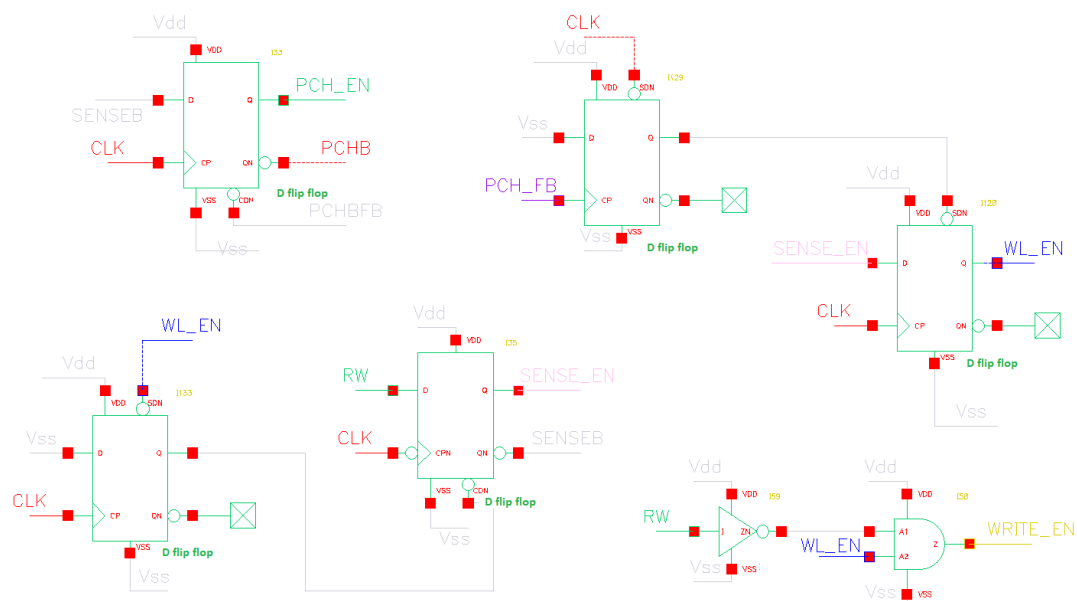 Vdd
VDD
I33
D
Q
PCH_EN
SENSEB
CLK
CP
QN
PCHB
VSS
CDN
D flip flop
PCHBFB
Vss
CLK
Vdd
VDD
SDN
I129
Vss
D
Q
PCH_FB
CP
QN
Vss
VSS
D flip flop
Vdd
VDD
SDN
I120
SENSE_EN
D
Q
WL_EN
CLK
CP
QN
VSS
D flip flop
Vss
WL_EN
Vdd
VDD
SDN
I133
Vss
D
Q
CLK
CP
QN
VSS
D flip flop
Vss
Vdd
VDD
I35
RW
D
Q
SENSE_EN
CLK
CPN
QN
SENSEB
VSS
CDN
D flip flop
Vss
Vdd
VDD
I59
RW
I
ZN
VSS
Vss
Vdd
VDD
I50
A1
WL_EN
A2
Z
WRITE_EN
Vss
VSS